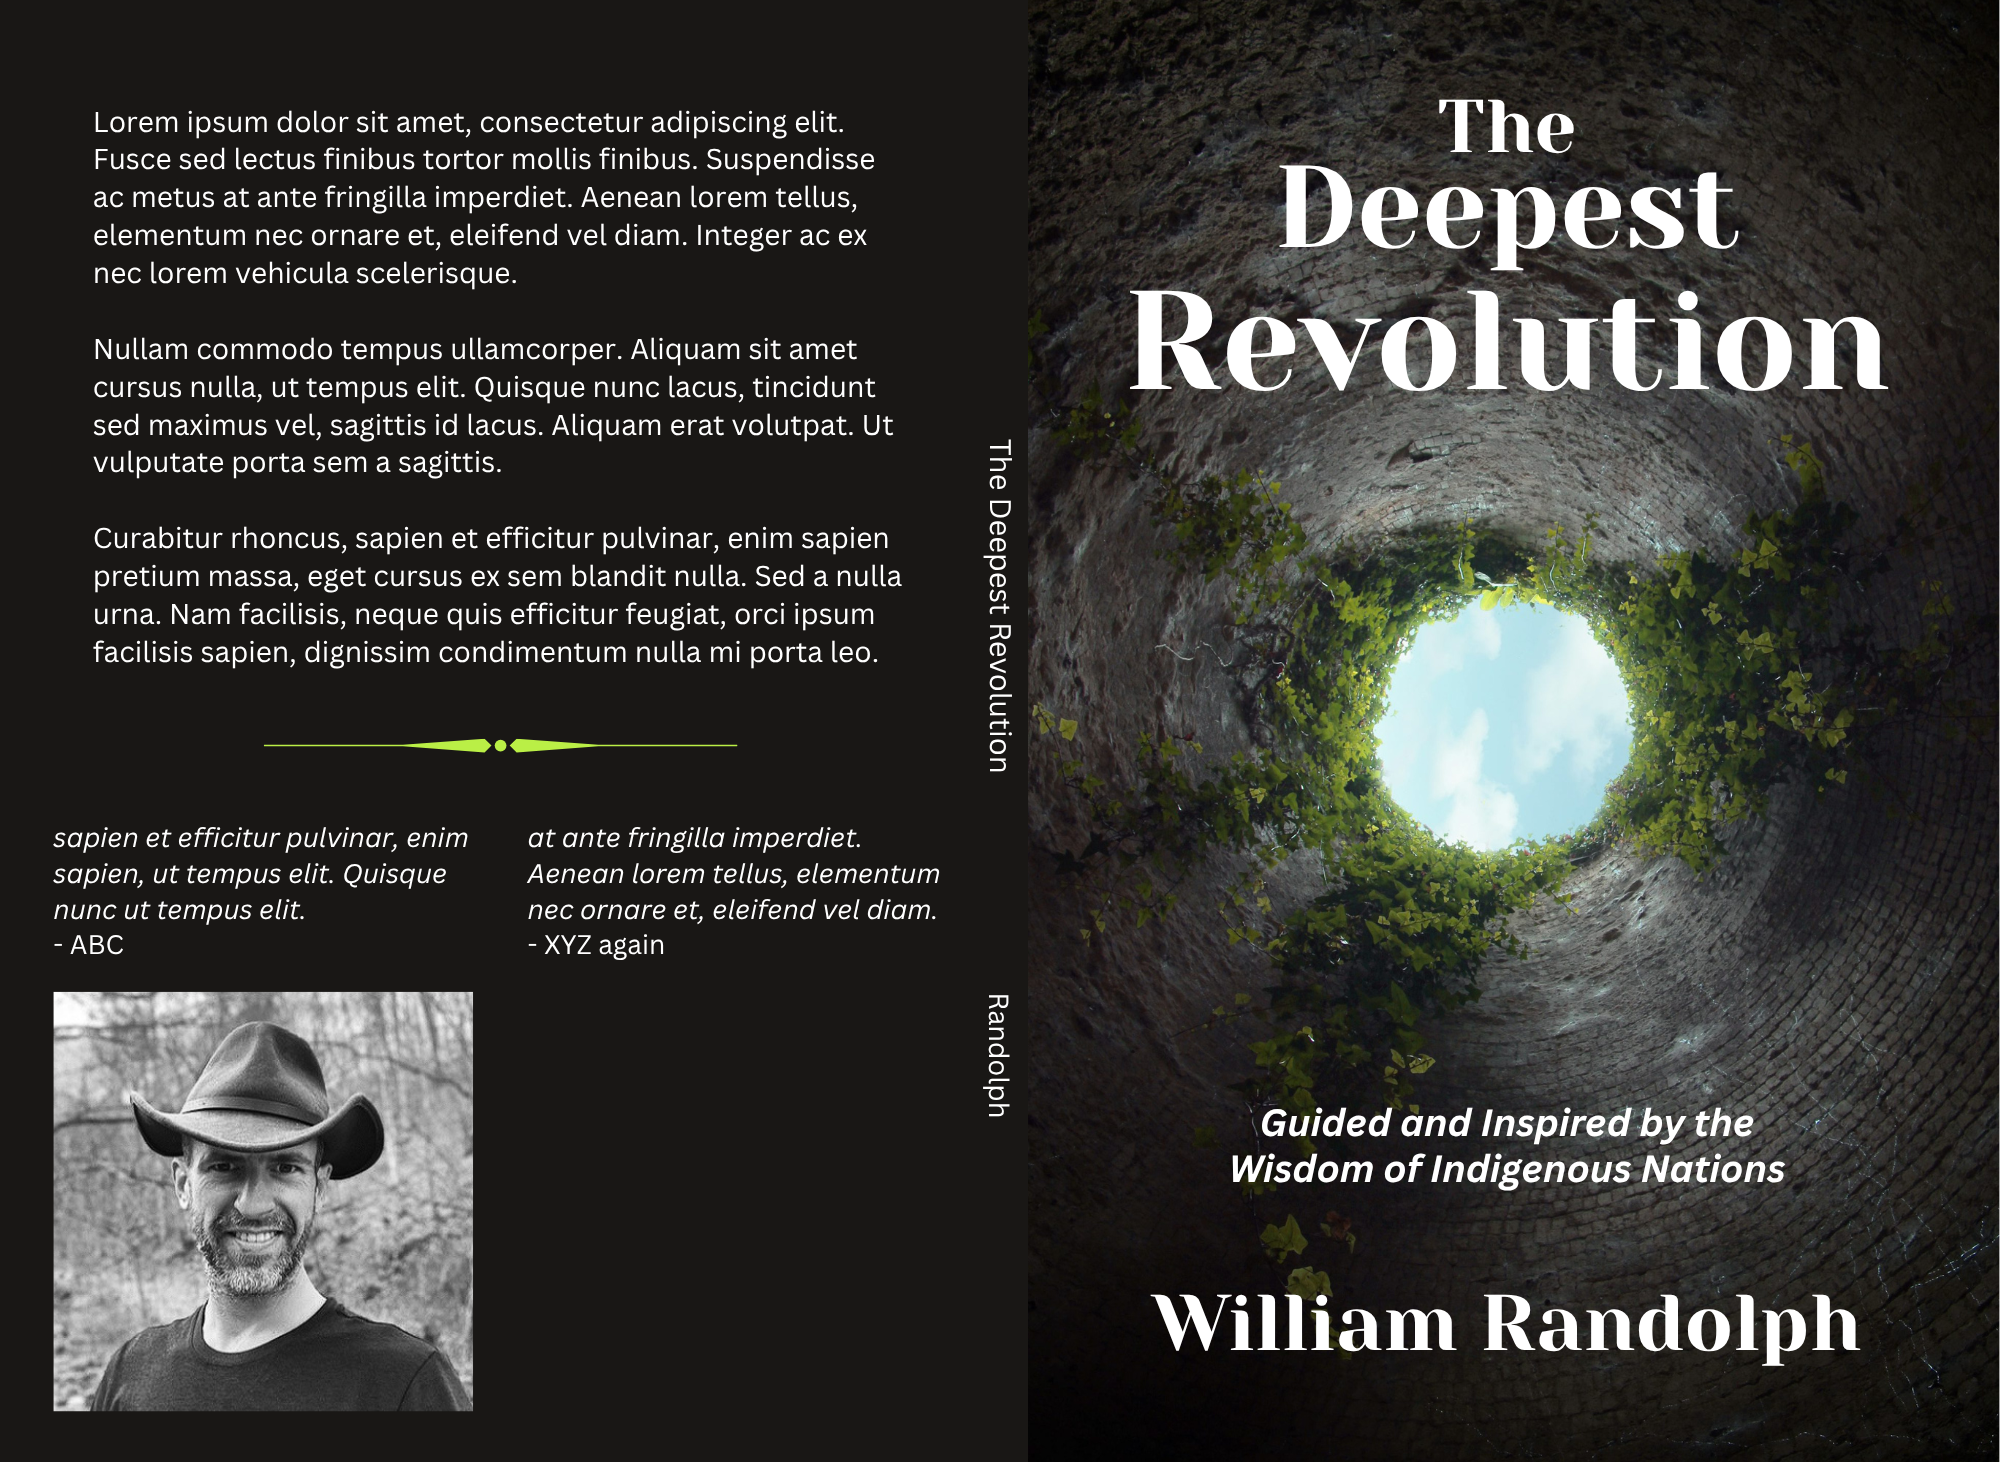 Lorem ipsum dolor sit amet, consectetur adipiscing elit.
Fusce sed lectus finibus tortor mollis finibus. Suspendisse
ac metus at ante fringilla imperdiet. Aenean lorem tellus,
elementum nec ornare et, eleifend vel diam. Integer ac ex
nec lorem vehicula scelerisque.
Nullam commodo tempus ullamcorper. Aliquam sit amet
cursus nulla, ut tempus elit. Quisque nunc lacus, tincidunt
sed maximus vel, sagittis id lacus. Aliquam erat volutpat. Ut
vulputate porta sem a sagittis.
Curabitur rhoncus, sapien et efficitur pulvinar, enim sapien
pretium massa, eget cursus ex sem blandit nulla. Sed a nulla
urna. Nam facilisis, neque quis efficitur feugiat, orci ipsum
facilisis sapien, dignissim condimentum nulla mi porta leo.
sapien et efficitur pulvinar, enim
sapien, ut tempus elit. Quisque
nunc ut tempus elit.
- ABC
at ante fringilla imperdiet.
Aenean lorem tellus, elementum
nec ornare et, eleifend vel diam.
- XYZ again
The Deepest Revolution
Randolph
The
Deepest
Revolution
Guided and Inspired by the
Wisdom of Indigenous Nations
William Randolph